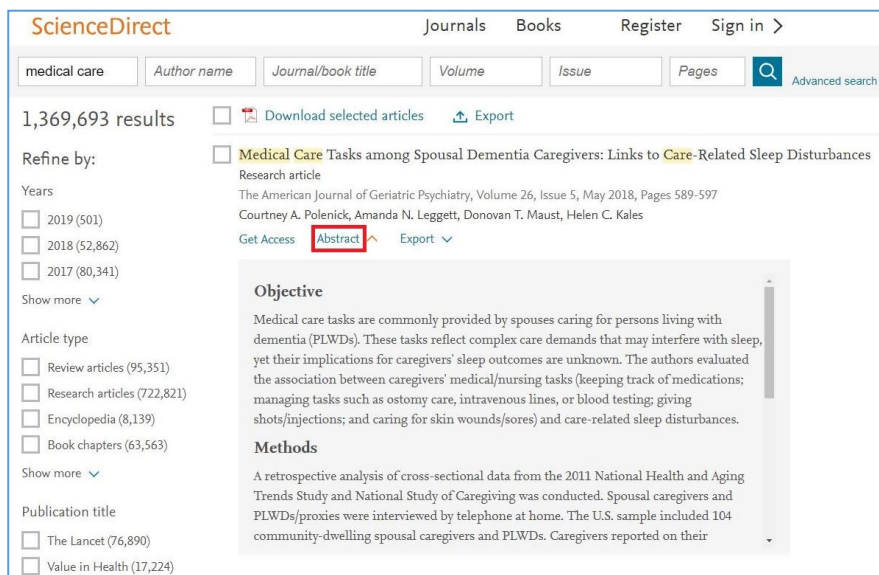 ScienceDirect
Journals Books Register Sign in >
medical care Author name Journal/book title Volume Issue Pages Advanced search
1,369,693 results
Download selected articles Export
Refine by:
Years
2019 (501)
2018 (52,862)
2017 (80,341)
Show more
Article type
Review articles (95,351)
Research articles (722,821)
Encyclopedia (8,139)
Book chapters (63,563)
Show more
Publication title
The Lancet (76,890)
Value in Health (17,224)
Medical Care Tasks among Spousal Dementia Caregivers: Links to Care-Related Sleep Disturbances
Research article
The American Journal of Geriatric Psychiatry, Volume 26, Issue 5, May 2018, Pages 589-597
Courtney A. Polenick, Amanda N. Leggett, Donovan T. Maust, Helen C. Kales
Get Access Abstract Export
Objective
Medical care tasks are commonly provided by spouses caring for persons living with
dementia (PLWDs). These tasks reflect complex care demands that may interfere with sleep,
yet their implications for caregivers' sleep outcomes are unknown. The authors evaluated
the association between caregivers' medical/nursing tasks (keeping track of medications;
managing tasks such as ostomy care, intravenous lines, or blood testing; giving
shots/injections; and caring for skin wounds/sores) and care-related sleep disturbances.
Methods
A retrospective analysis of cross-sectional data from the 2011 National Health and Aging
Trends Study and National Study of Caregiving was conducted. Spousal caregivers and
PLWDs/proxies were interviewed by telephone at home. The U.S. sample included 104
community-dwelling spousal caregivers and PLWDs. Caregivers reported on their